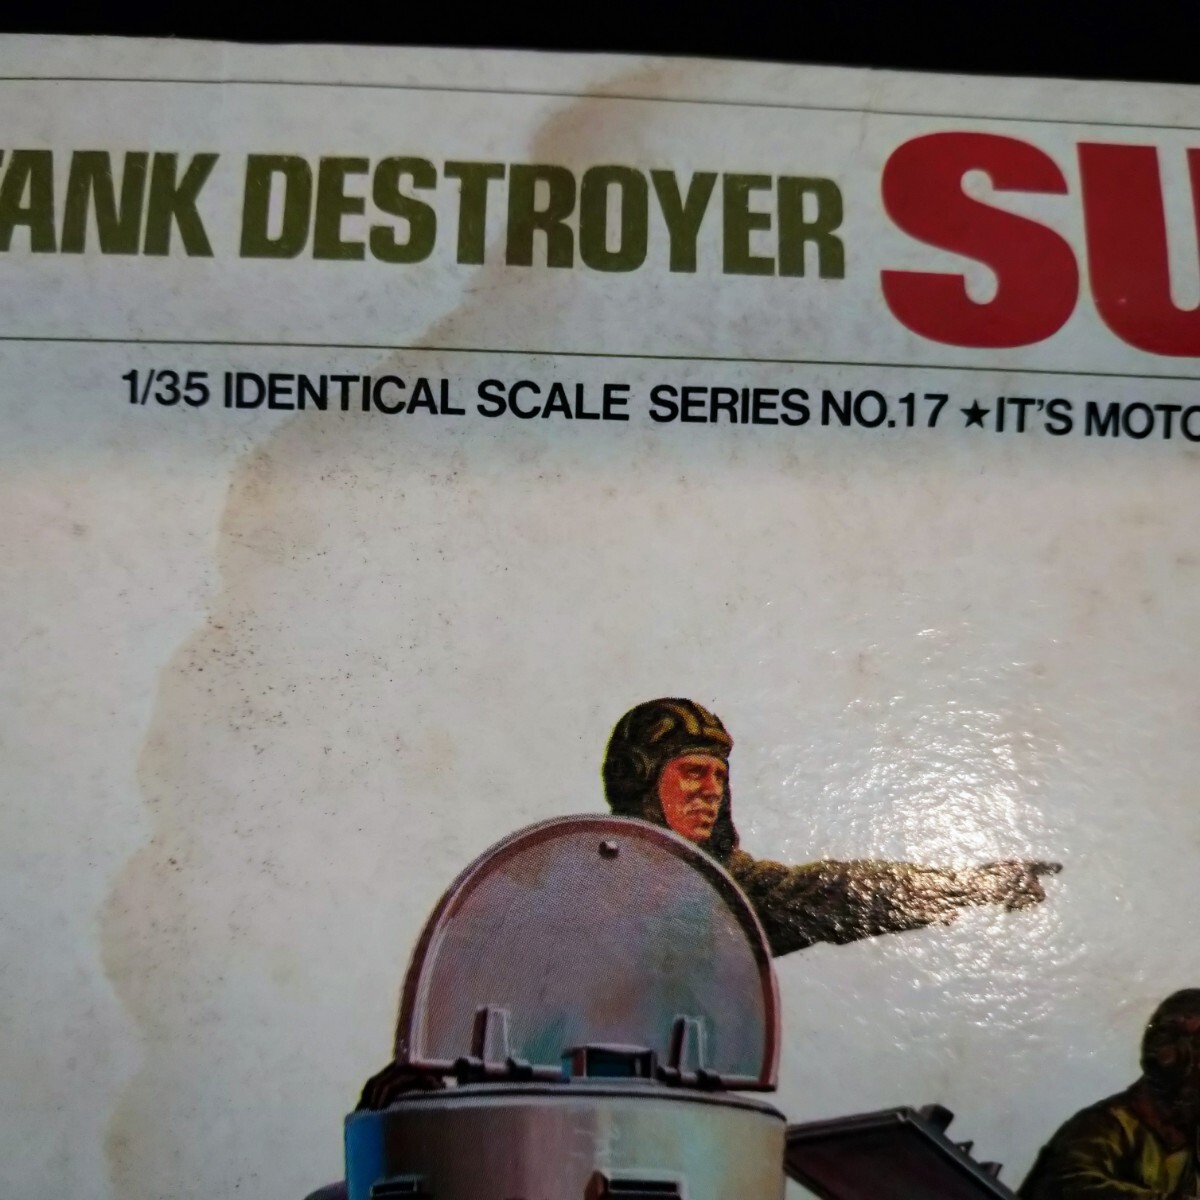 TANK DESTROYER SU
1/35 IDENTICAL SCALE SERIES NO.17 ★IT'S MOTO